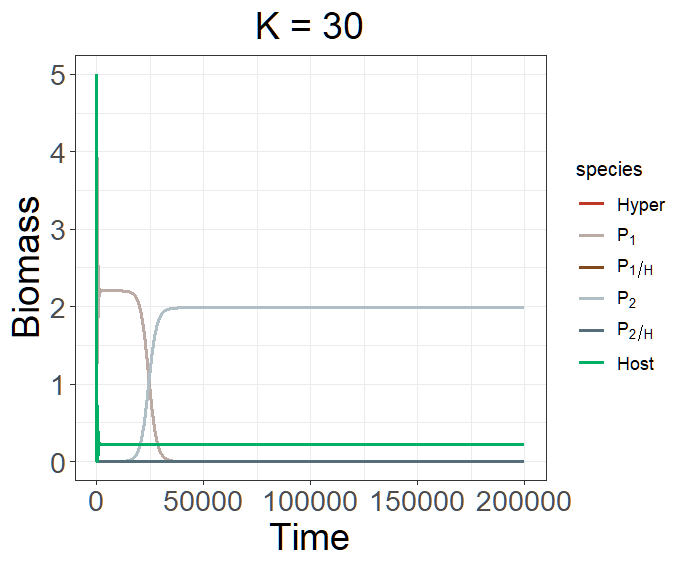 K = 30
Biomass
5
4
3
2
1
0
0 50000 100000 150000 200000
Time
species
Hyper
P₁
P₁/H
P₂
P₂/H
Host